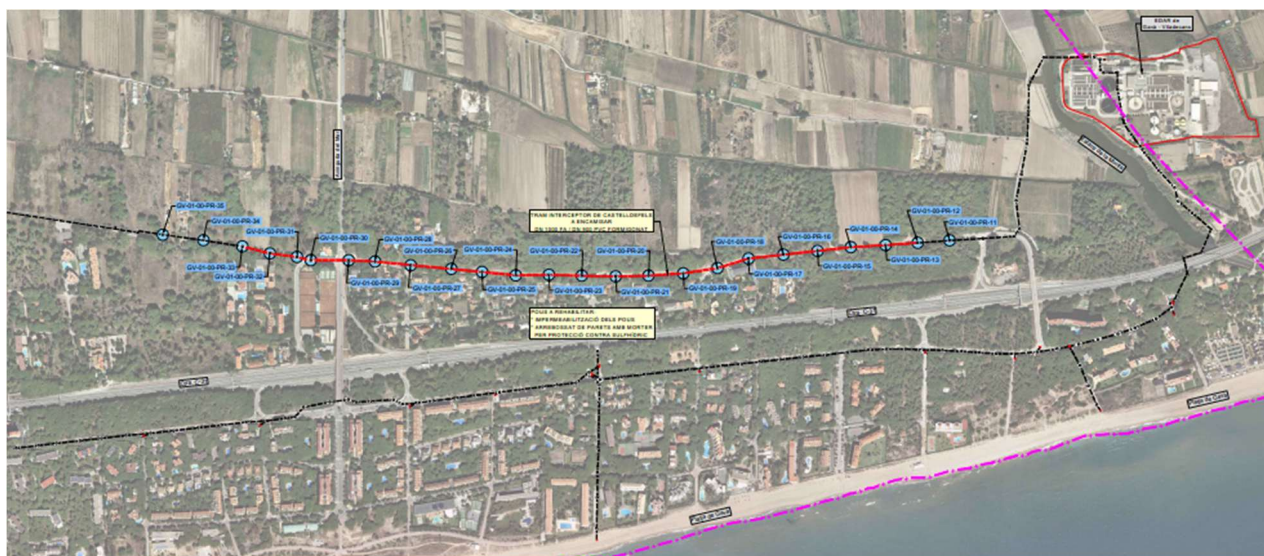 EDAR de
Gavà - Viladecans
GV-01-00-PR-35
GV-01-00-PR-34
GV-01-00-PR-31
GV-01-00-PR-30
GV-01-00-PR-28
GV-01-00-PR-26
GV-01-00-PR-24
GV-01-00-PR-22
GV-01-00-PR-20
GV-01-00-PR-18
GV-01-00-PR-16
GV-01-00-PR-14
GV-01-00-PR-12
GV-01-00-PR-11
TRAM INTERCEPTOR DE CASTELLDEFELS
A ENCAMISAR
GV-01-00-PR-33
GV-01-00-PR-32
GV-01-00-PR-29
GV-01-00-PR-27
GV-01-00-PR-25
GV-01-00-PR-23
GV-01-00-PR-21
GV-01-00-PR-19
GV-01-00-PR-17
GV-01-00-PR-15
GV-01-00-PR-13
POUS A REHABILITAR:
* IMPERMEABILITZACIÓ DELS POUS
* ARREBOSSAT DE PARETS AMB MORTER
PER PROTECCIÓ CONTRA SULPHÍDRIC
Platja de Gavà
Platja de Gavà